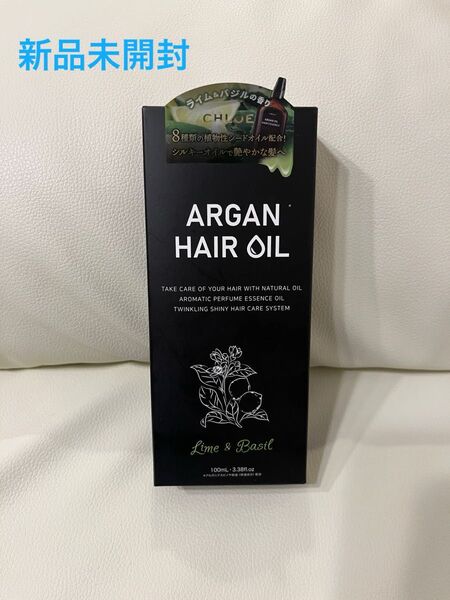 新品未開封
ライム&バジルの香り
CHLOE
8種類の植物性シードオイル配合!
シルキーオイルで艶やかな髪へ
ARGAN
HAIR OIL
TAKE CARE OF YOUR HAIR WITH NATURAL OIL
AROMATIC PERFUME ESSENCE OIL
TWINKLING SHINY HAIR CARE SYSTEM
Lime & Basil
100mL・3.38fl.oz